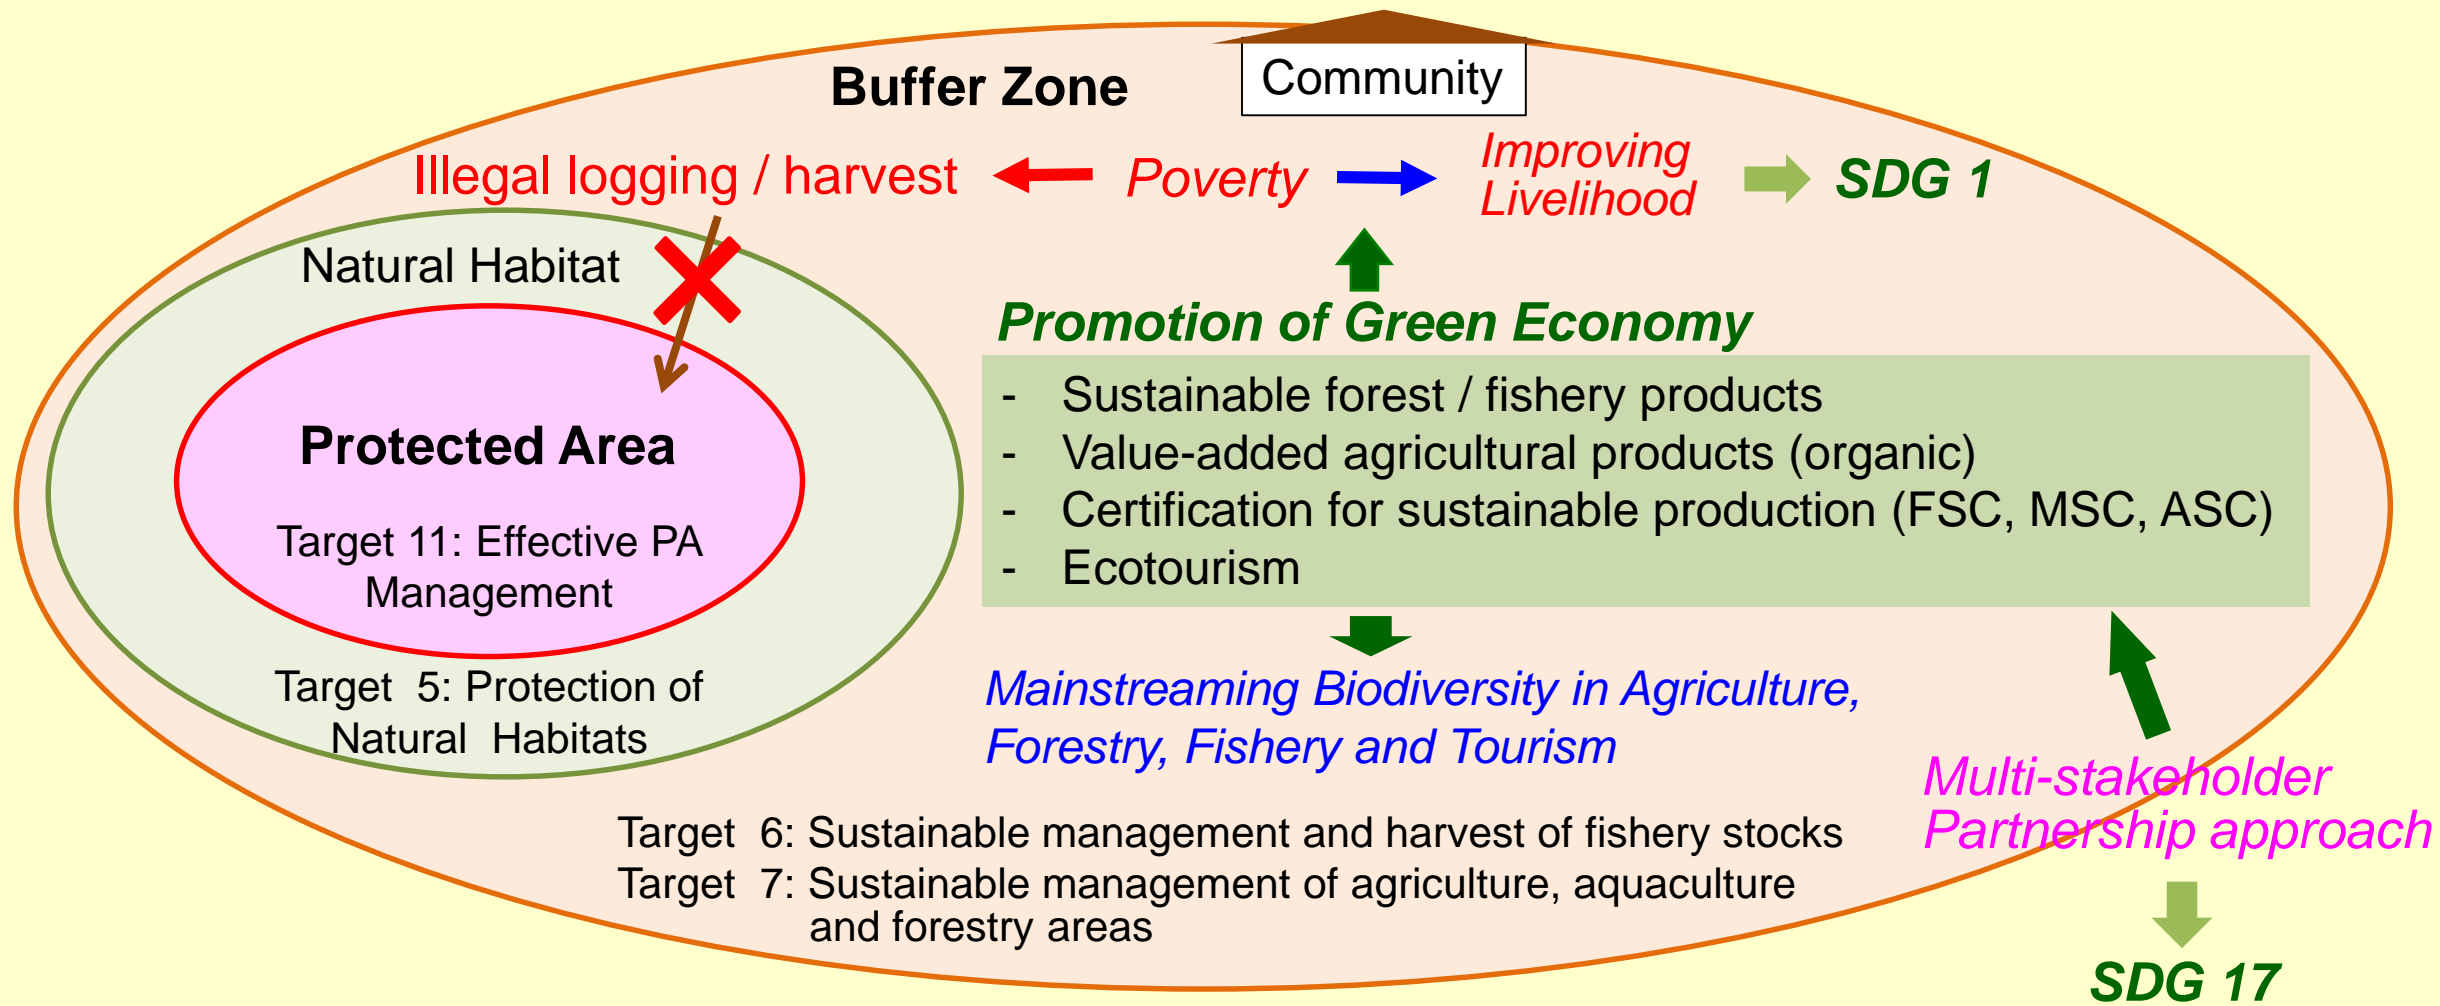 Community
Buffer Zone
Illegal logging / harvest
Poverty
Improving
Livelihood
SDG 1
Natural Habitat
Protected Area
Target 11: Effective PA
Management
Target 5: Protection of
Natural Habitats
Promotion of Green Economy
- Sustainable forest / fishery products
- Value-added agricultural products (organic)
- Certification for sustainable production (FSC, MSC, ASC)
- Ecotourism
Mainstreaming Biodiversity in Agriculture,
Forestry, Fishery and Tourism
Target 6: Sustainable management and harvest of fishery stocks
Target 7: Sustainable management of agriculture, aquaculture
and forestry areas
Multi-stakeholder
Partnership approach
SDG 17